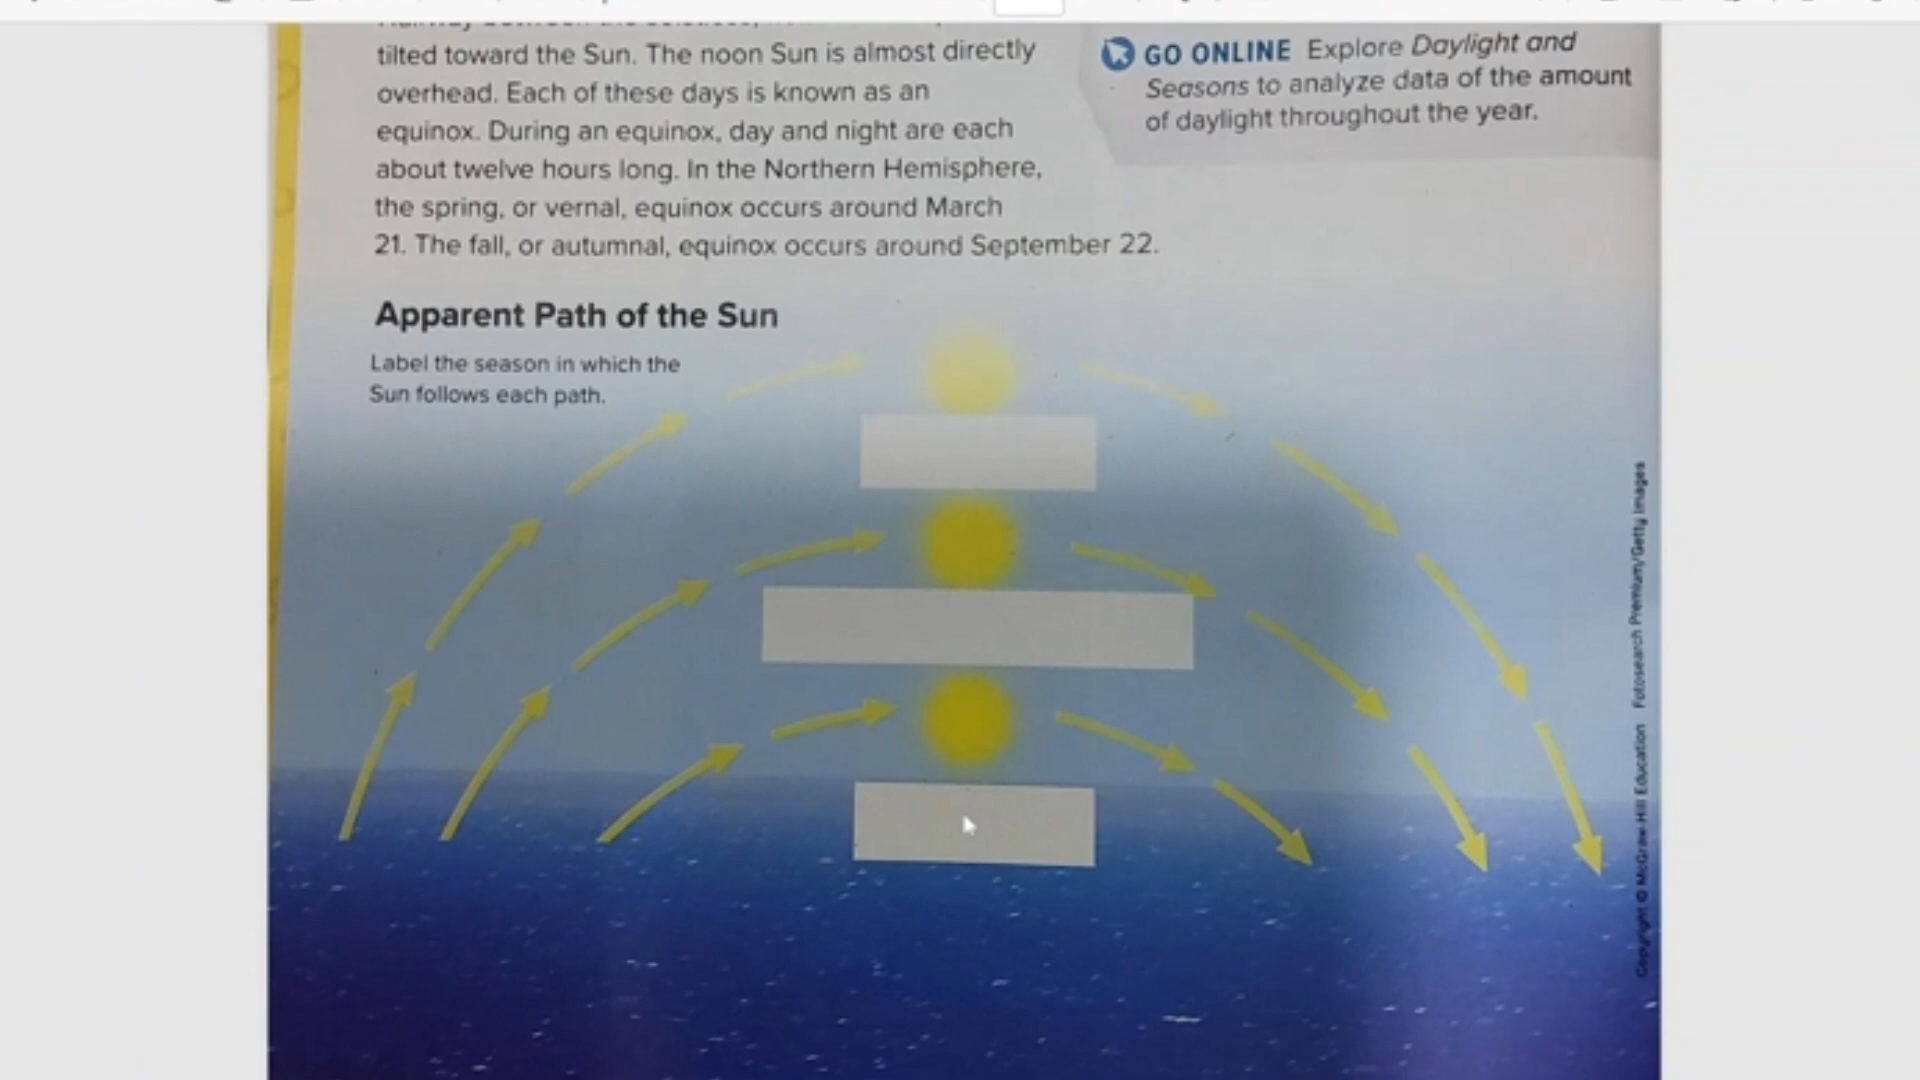 tilted toward the Sun. The noon Sun is almost directly
overhead. Each of these days is known as an
equinox. During an equinox, day and night are each
about twelve hours long. In the Northern Hemisphere,
the spring, or vernal, equinox occurs around March
21. The fall, or autumnal, equinox occurs around September 22.
GO ONLINE Explore Daylight and
Seasons to analyze data of the amount
of daylight throughout the year.
Apparent Path of the Sun
Label the season in which the
Sun follows each path.
Copyright © McGraw-Hill Education Fotosearch Premium/Getty Images